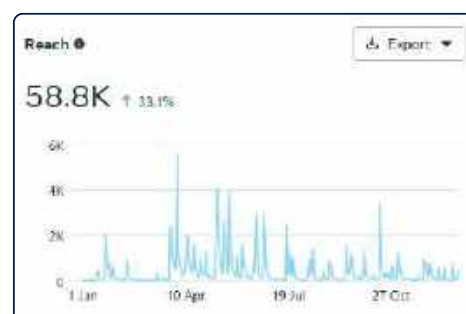 Reach
Export
58.8K ↑ 33.1%
6K
4K
2K
0
1 Jan 10 Apr 19 Jul 27 Oct